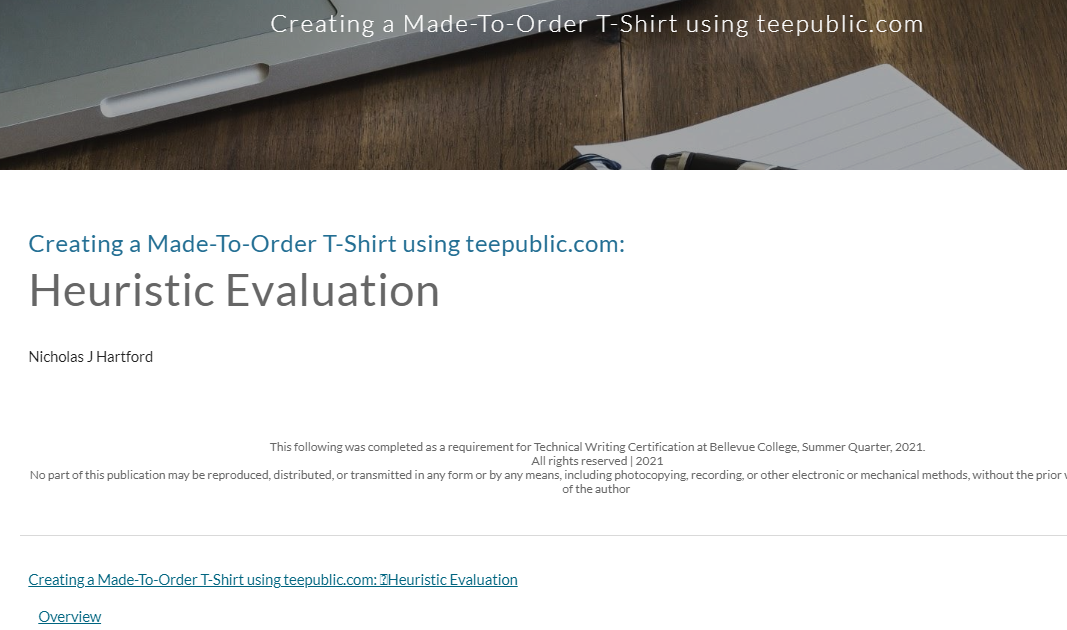 Creating a Made-To-Order T-Shirt using teepublic.com
Creating a Made-To-Order T-Shirt using teepublic.com:
Heuristic Evaluation
Nicholas J Hartford
This following was completed as a requirement for Technical Writing Certification at Bellevue College, Summer Quarter, 2021.
All rights reserved | 2021
No part of this publication may be reproduced, distributed, or transmitted in any form or by any means, including photocopying, recording, or other electronic or mechanical methods, without the prior
of the author
Creating a Made-To-Order T-Shirt using teepublic.com: Heuristic Evaluation
Overview